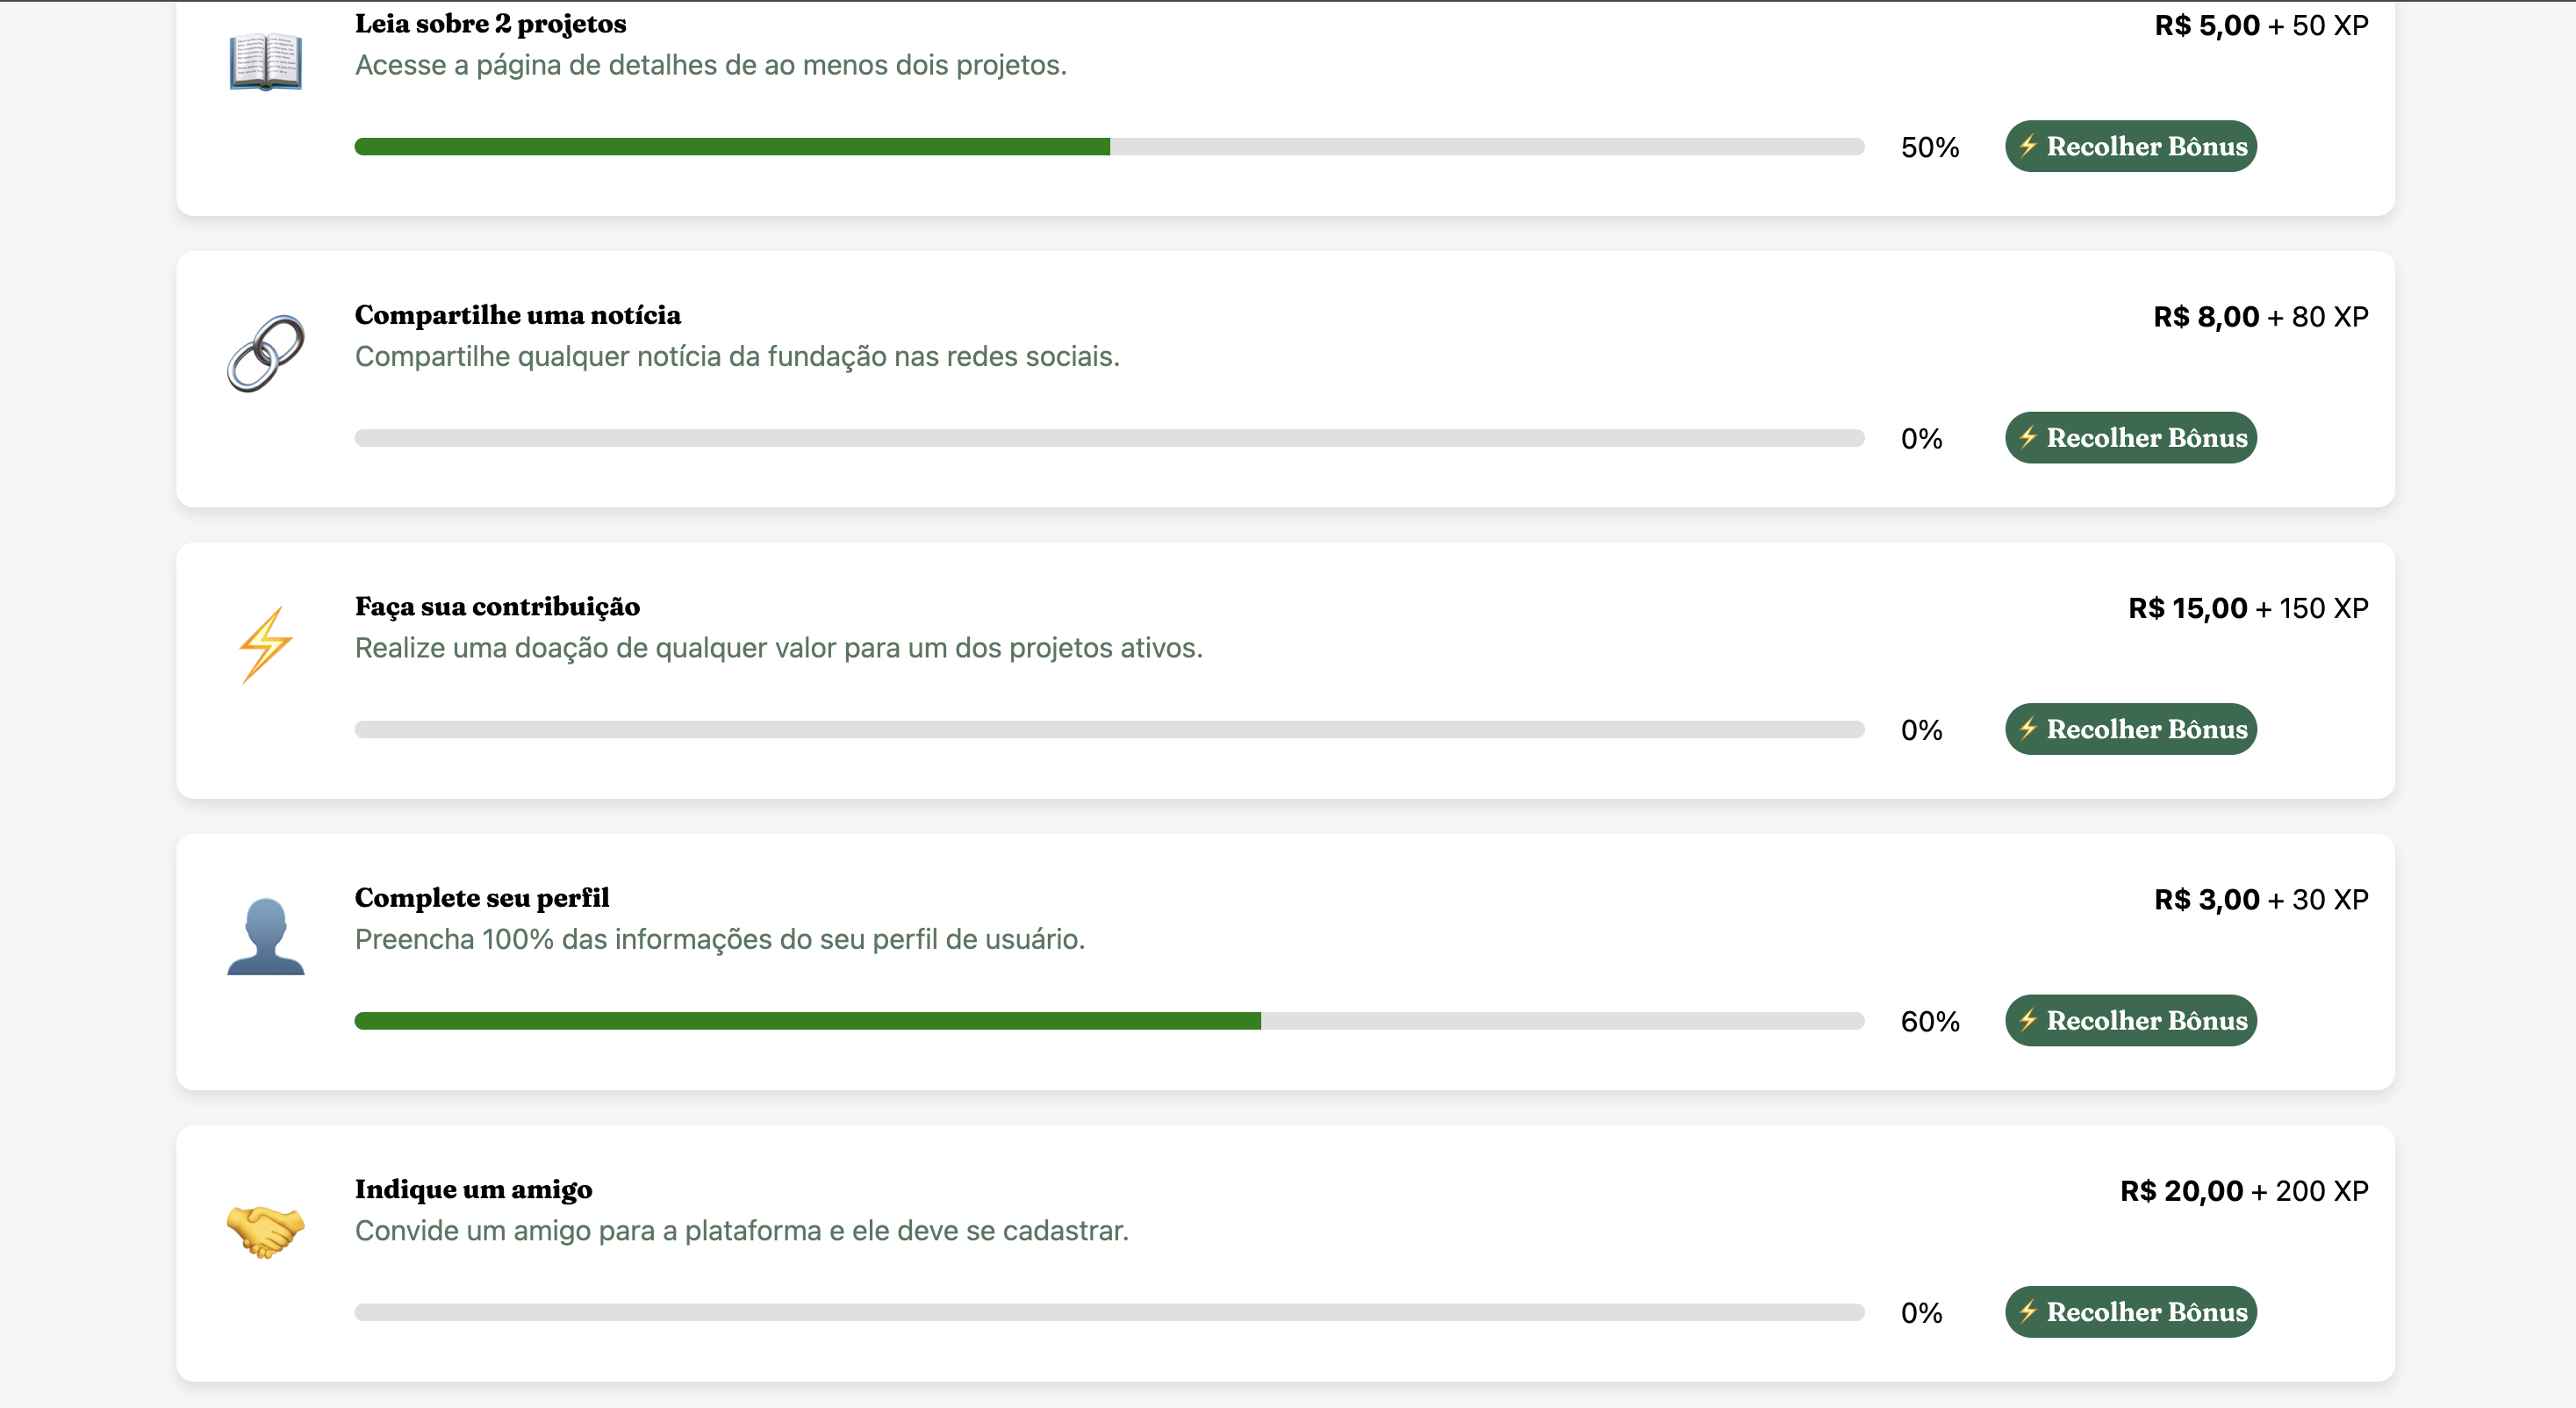 Leia sobre 2 projetos
R$ 5,00 + 50 XP
Acesse a página de detalhes de ao menos dois projetos.
50%
⚡ Recolher Bônus
Compartilhe uma notícia
R$ 8,00 + 80 XP
Compartilhe qualquer notícia da fundação nas redes sociais.
0%
⚡ Recolher Bônus
Faça sua contribuição
R$ 15,00 + 150 XP
Realize uma doação de qualquer valor para um dos projetos ativos.
0%
⚡ Recolher Bônus
Complete seu perfil
R$ 3,00 + 30 XP
Preencha 100% das informações do seu perfil de usuário.
60%
⚡ Recolher Bônus
Indique um amigo
R$ 20,00 + 200 XP
Convide um amigo para a plataforma e ele deve se cadastrar.
0%
⚡ Recolher Bônus